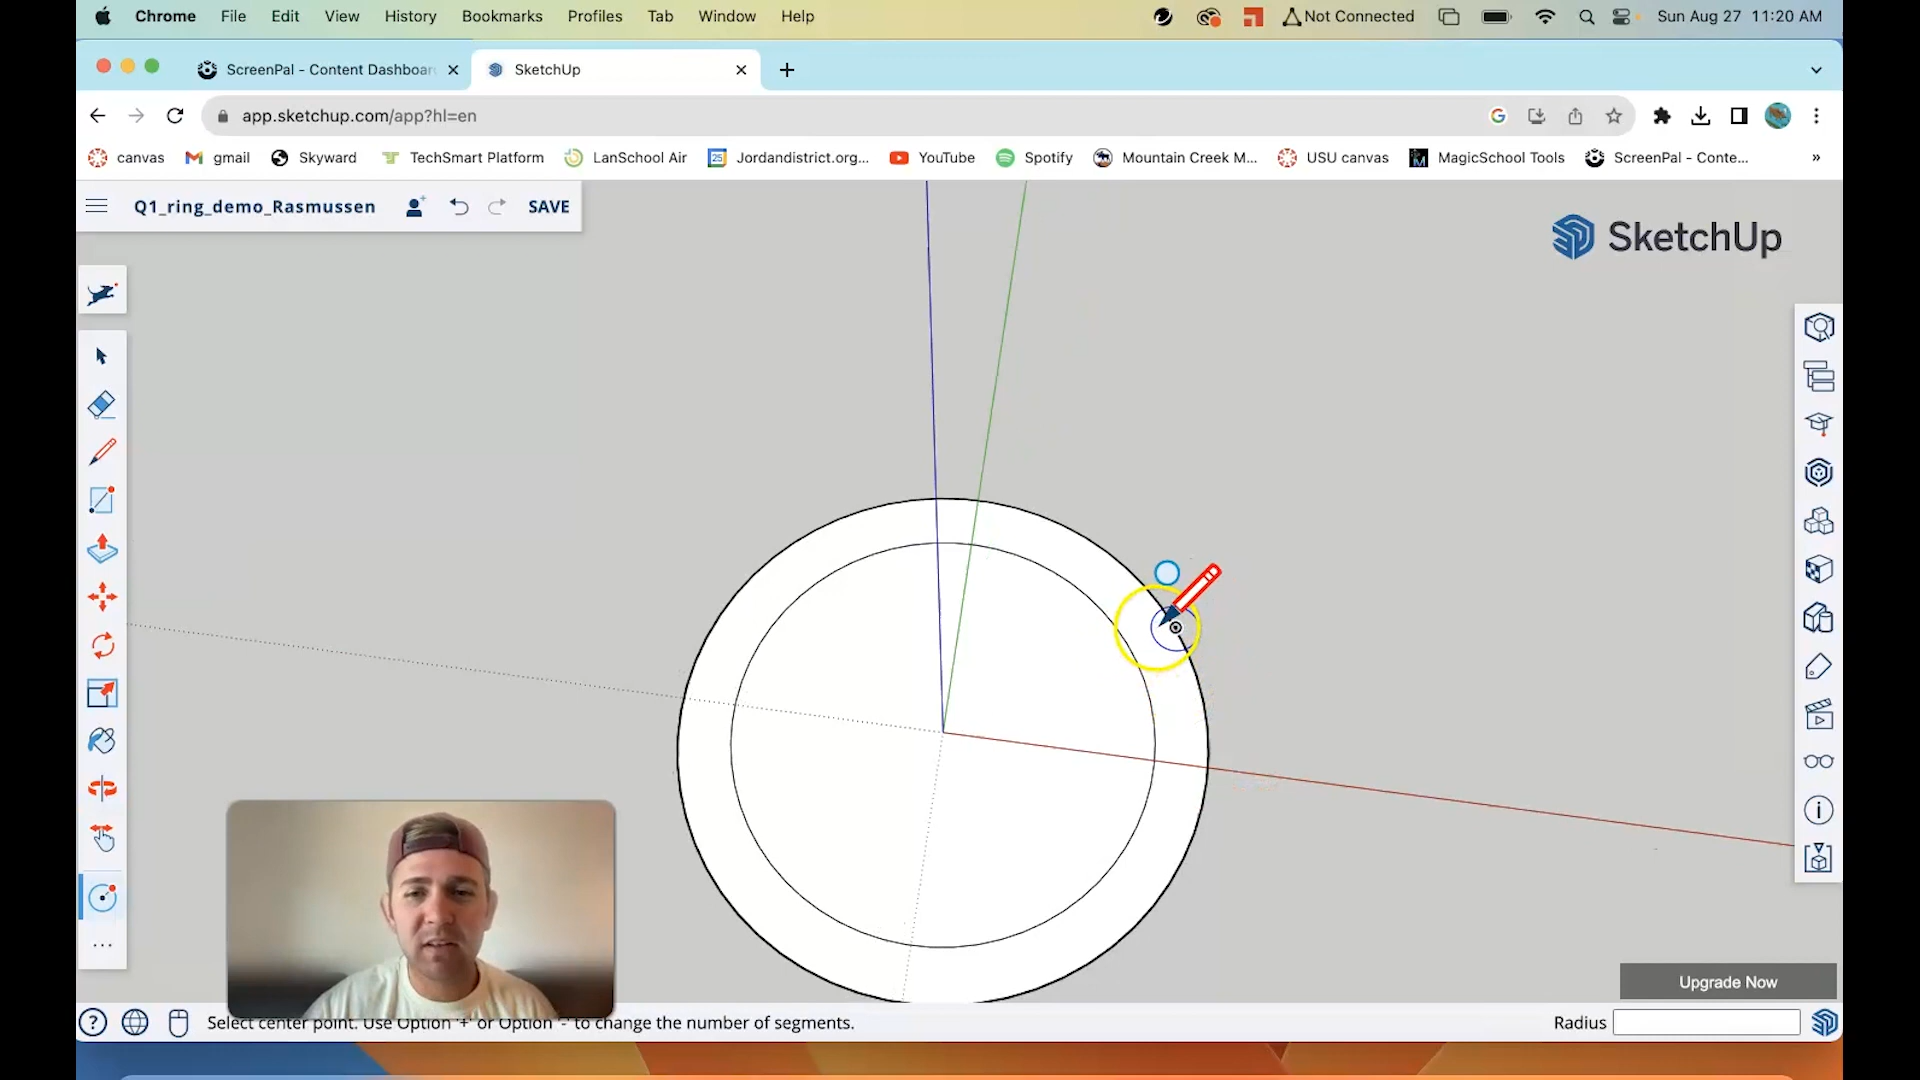 Chrome File Edit View History Bookmarks Profiles Tab Window Help Not Connected Sun Aug 27 11:20 AM
ScreenPal - Content Dashboar SketchUp
app.sketchup.com/app?hl=en
canvas gmail Skyward TechSmart Platform LanSchool Air 25 Jordandistrict.org... YouTube Spotify Mountain Creek M... USU canvas MagicSchool Tools ScreenPal - Conte... »
Q1_ring_demo_Rasmussen SAVE
SketchUp
Upgrade Now
Select center point. Use Option '+' or Option '-' to change the number of segments. Radius